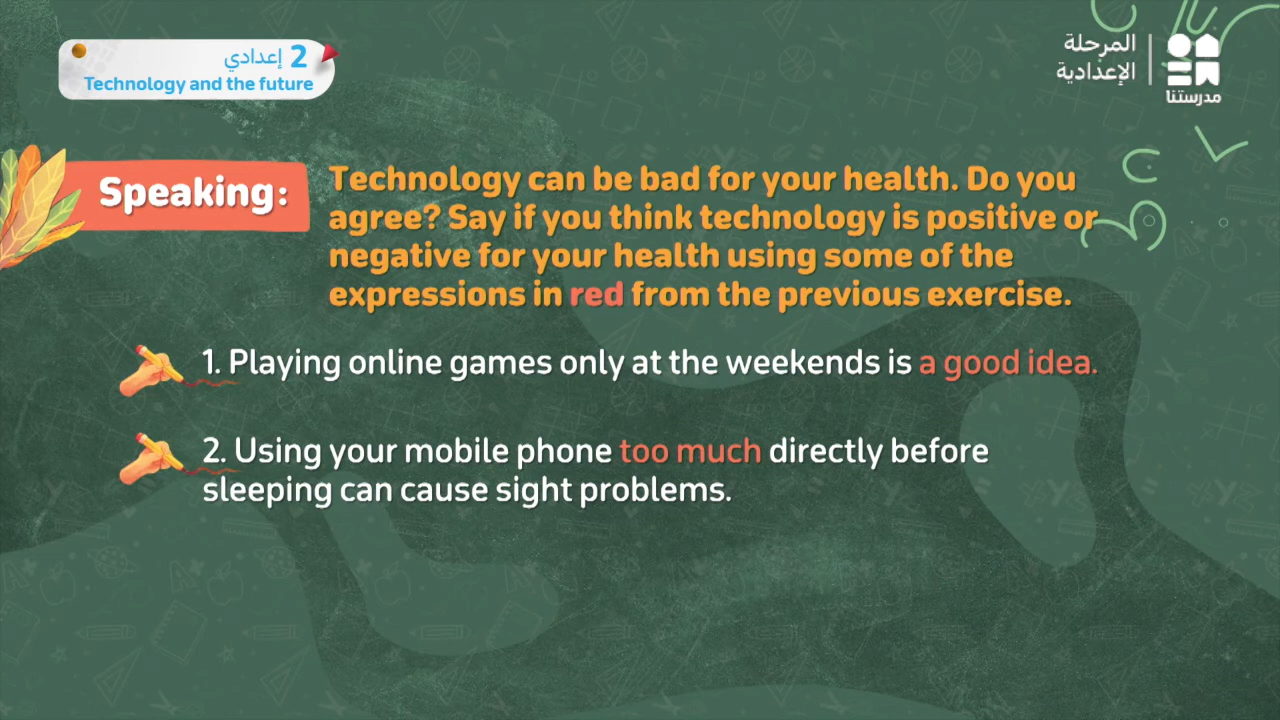 2 إعدادي
Technology and the future
المرحلة
الإعدادية
مدرستنا
Speaking:
Technology can be bad for your health. Do you
agree? Say if you think technology is positive or
negative for your health using some of the
expressions in red from the previous exercise.
1. Playing online games only at the weekends is a good idea.
2. Using your mobile phone too much directly before
sleeping can cause sight problems.